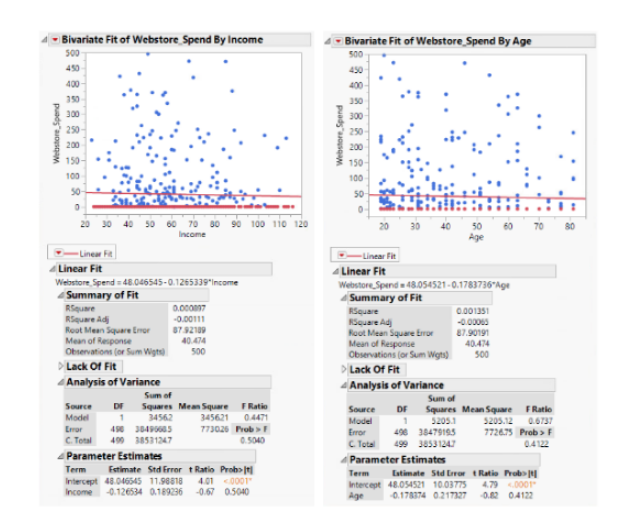 Bivariate Fit of Webstore_Spend By Income
500
450
400
350
300
250
200
150
100
50
0
Webstore_Spend
20 30 40 50 60 70 80 90 100 110 120
Income
Linear Fit
Linear Fit
Webstore_Spend = 48.046545 - 0.1265339*Income
Summary of Fit
RSquare 0.000897
RSquare Adj -0.00111
Root Mean Square Error 87.92189
Mean of Response 40.474
Observations (or Sum Wgts) 500
Lack Of Fit
Analysis of Variance
Sum of
Source DF Squares Mean Square F Ratio
Model 1 3456.2 3456.21 0.4471
Error 498 3849668.5 7730.26 Prob > F
C. Total 499 3853124.7 0.5040
Parameter Estimates
Term Estimate Std Error t Ratio Prob>|t|
Intercept 48.046545 11.98818 4.01 <.0001*
Income -0.126534 0.189236 -0.67 0.5040
Bivariate Fit of Webstore_Spend By Age
500
450
400
350
300
250
200
150
100
50
0
Webstore_Spend
20 30 40 50 60 70 80
Age
Linear Fit
Linear Fit
Webstore_Spend = 48.054521 - 0.1783736*Age
Summary of Fit
RSquare 0.001351
RSquare Adj -0.00065
Root Mean Square Error 87.90191
Mean of Response 40.474
Observations (or Sum Wgts) 500
Lack Of Fit
Analysis of Variance
Sum of
Source DF Squares Mean Square F Ratio
Model 1 5205.1 5205.12 0.6737
Error 498 3847919.5 7726.75 Prob > F
C. Total 499 3853124.7 0.4122
Parameter Estimates
Term Estimate Std Error t Ratio Prob>|t|
Intercept 48.054521 10.03775 4.79 <.0001*
Age -0.178374 0.217327 -0.82 0.4122